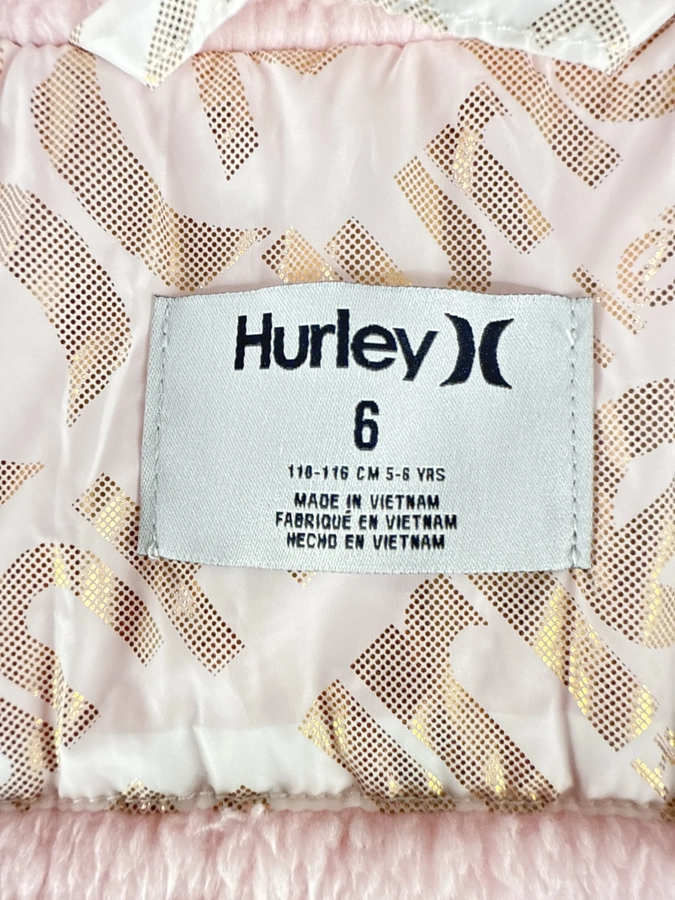 Hurley
6
110-116 CM 5-6 YRS
MADE IN VIETNAM
FABRIQUÉ EN VIETNAM
HECHO EN VIETNAM